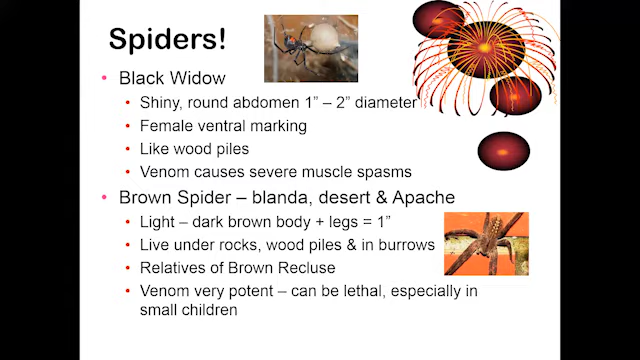 Spiders!
Black Widow
Shiny, round abdomen 1” – 2” diameter
Female ventral marking
Like wood piles
Venom causes severe muscle spasms
Brown Spider – blanda, desert & Apache
Light – dark brown body + legs = 1”
Live under rocks, wood piles & in burrows
Relatives of Brown Recluse
Venom very potent – can be lethal, especially in
small children